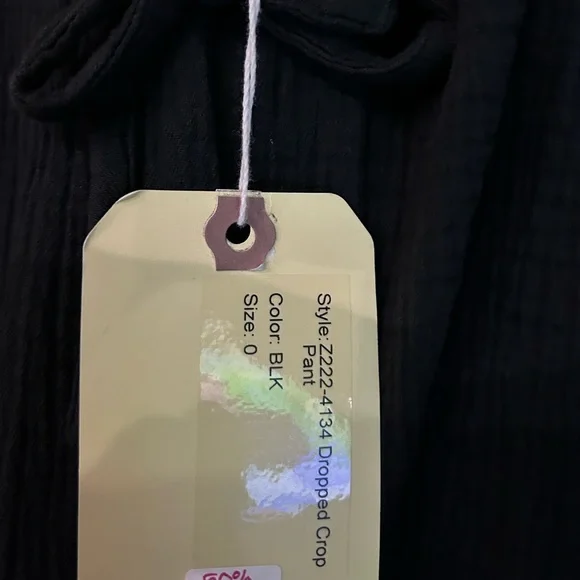 Style:Z222-4134 Dropped Crop
Pant
Color: BLK
Size: 0